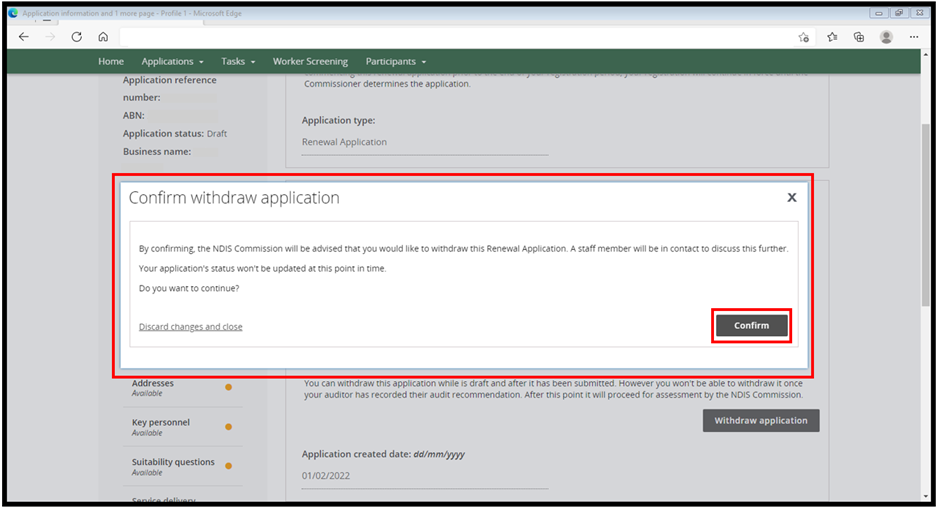 Application information and 1 more page - Profile 1 - Microsoft Edge
Home Applications Tasks Worker Screening Participants
Application reference
number:
ABN:
Application status: Draft
Business name:
Commissioner determines the application.
Application type:
Renewal Application
Confirm withdraw application
X
By confirming, the NDIS Commission will be advised that you would like to withdraw this Renewal Application. A staff member will be in contact to discuss this further.
Your application's status won't be updated at this point in time.
Do you want to continue?
Discard changes and close
Confirm
Addresses
Available
Key personnel
Available
Suitability questions
Available
Service delivery
You can withdraw this application while is draft and after it has been submitted. However you won't be able to withdraw it once
your auditor has recorded their audit recommendation. After this point it will proceed for assessment by the NDIS Commission.
Withdraw application
Application created date: dd/mm/yyyy
01/02/2022